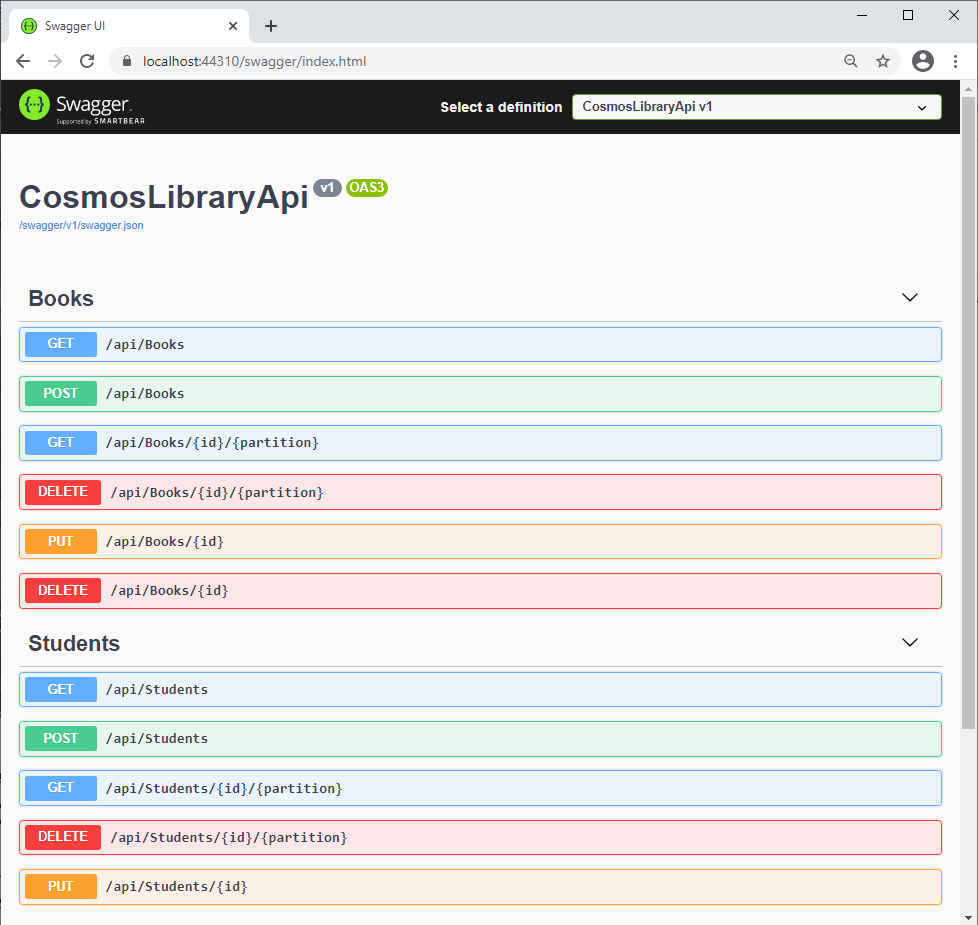 Swagger UI
localhost:44310/swagger/index.html
{··} Swagger™
Supported by SMARTBEAR
Select a definition CosmosLibraryApi v1
CosmosLibraryApi v1 OAS3
/swagger/v1/swagger.json
Books
GET /api/Books
POST /api/Books
GET /api/Books/{id}/{partition}
DELETE /api/Books/{id}/{partition}
PUT /api/Books/{id}
DELETE /api/Books/{id}
Students
GET /api/Students
POST /api/Students
GET /api/Students/{id}/{partition}
DELETE /api/Students/{id}/{partition}
PUT /api/Students/{id}